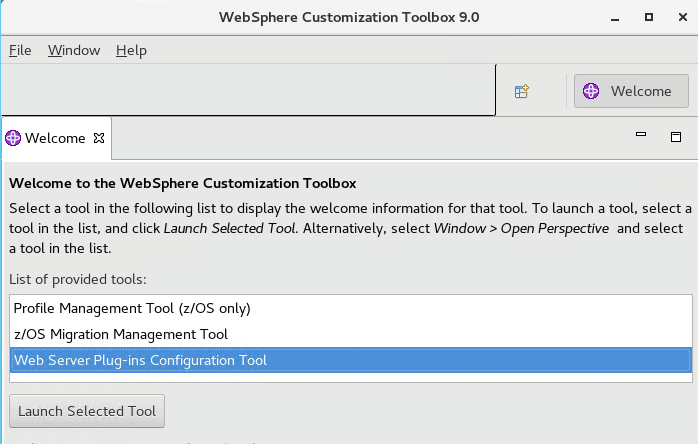 WebSphere Customization Toolbox 9.0
File Window Help
Welcome
Welcome
Welcome to the WebSphere Customization Toolbox
Select a tool in the following list to display the welcome information for that tool. To launch a tool, select a
tool in the list, and click Launch Selected Tool. Alternatively, select Window > Open Perspective and select
a tool in the list.
List of provided tools:
Profile Management Tool (z/OS only)
z/OS Migration Management Tool
Web Server Plug-ins Configuration Tool
Launch Selected Tool